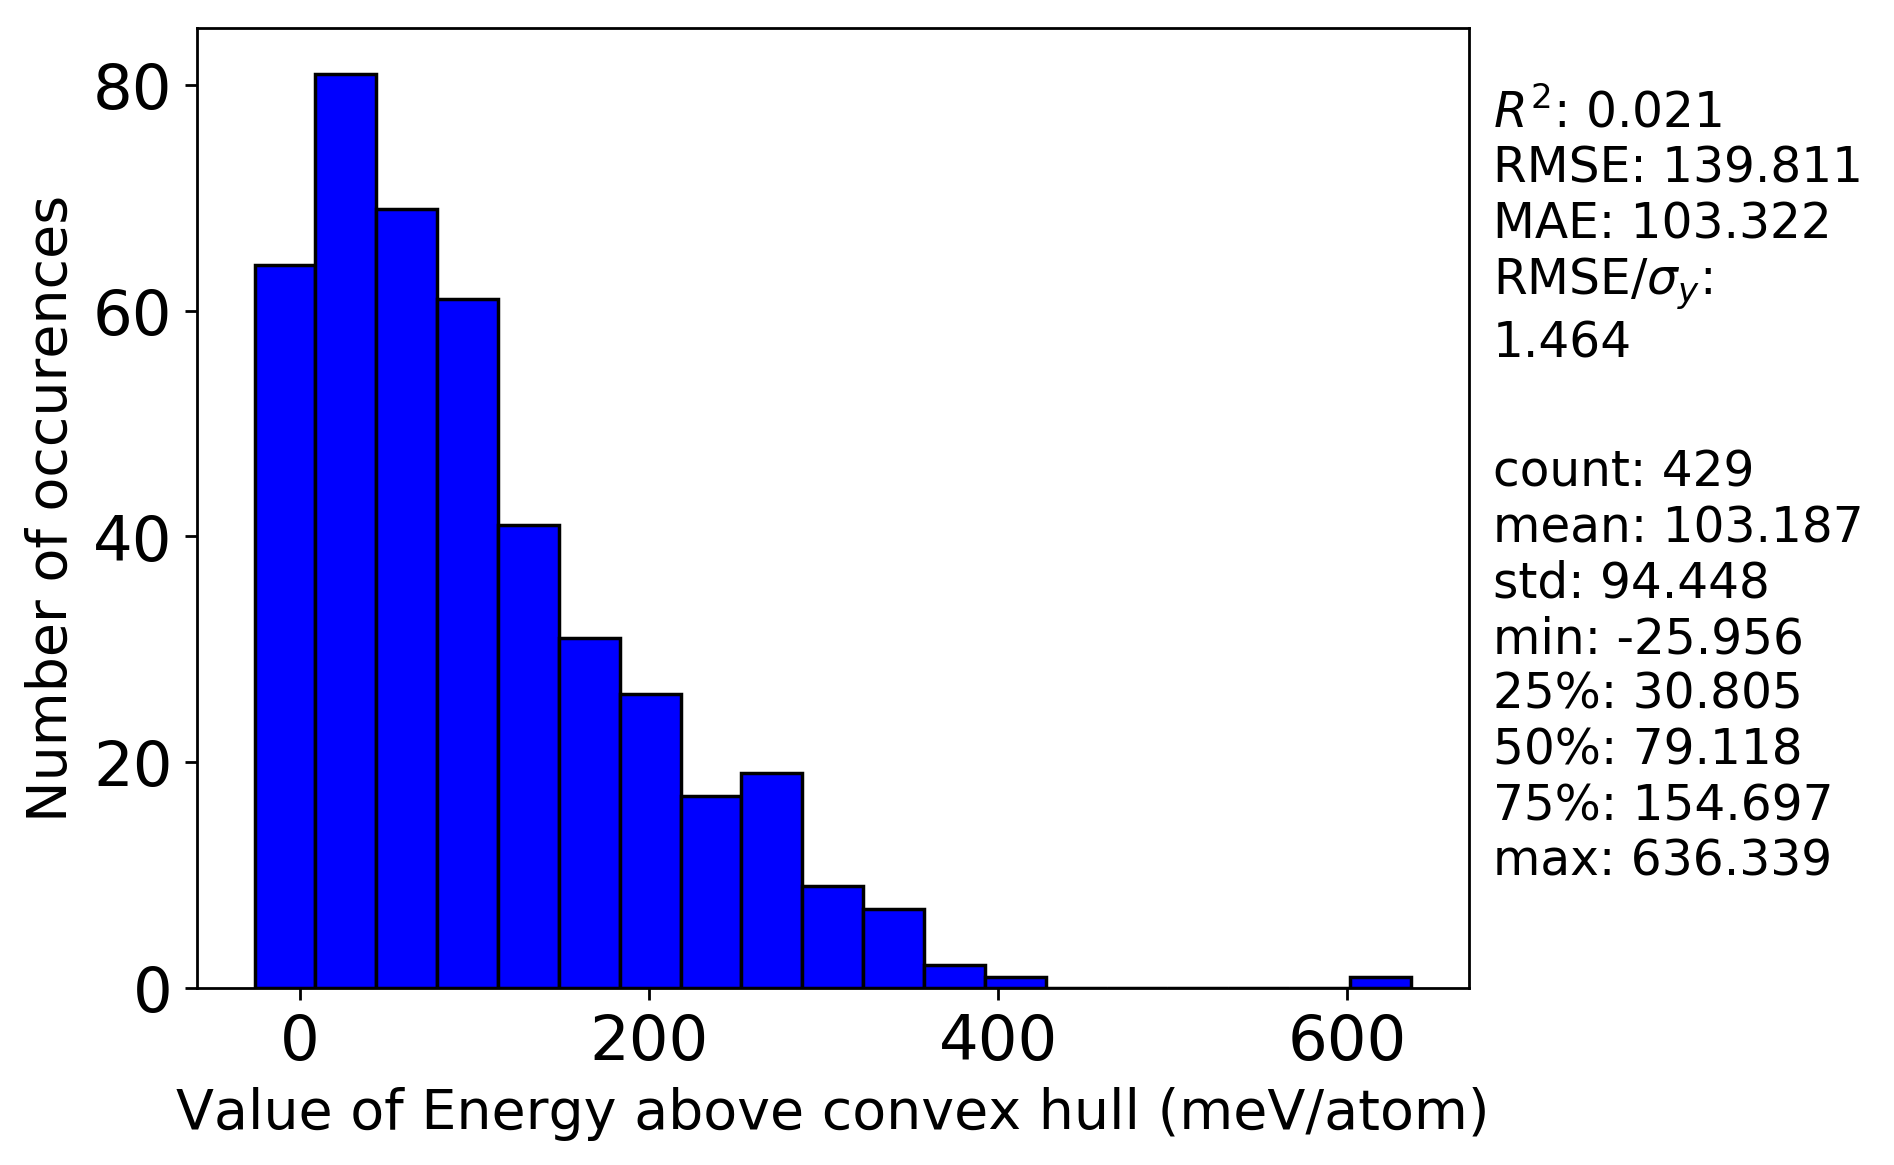 80
60
40
20
0
Number of occurences
0 200 400 600
Value of Energy above convex hull (meV/atom)
R²: 0.021
RMSE: 139.811
MAE: 103.322
RMSE/σ_y:
1.464
count: 429
mean: 103.187
std: 94.448
min: -25.956
25%: 30.805
50%: 79.118
75%: 154.697
max: 636.339